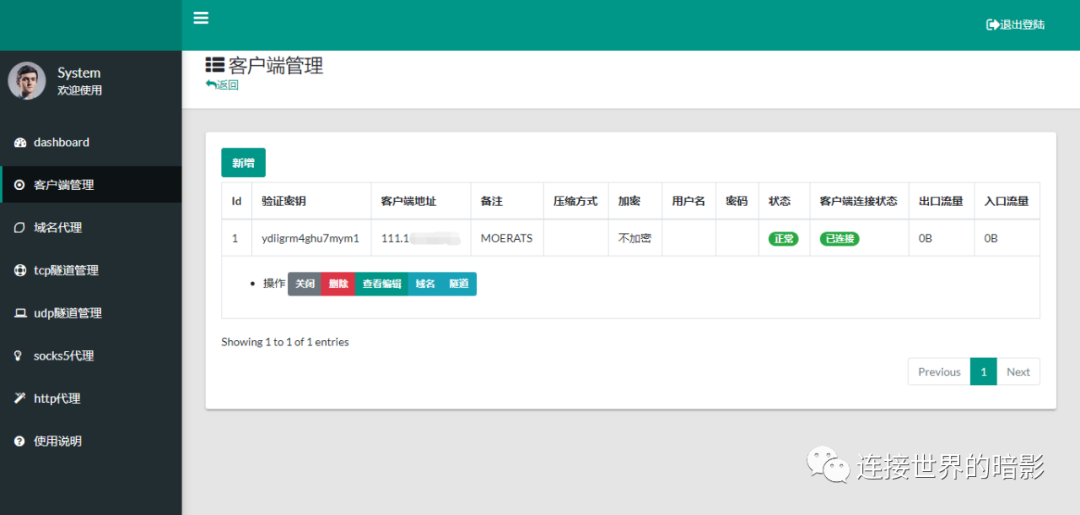 退出登陆
System
欢迎使用
dashboard
客户端管理
域名代理
tcp隧道管理
udp隧道管理
socks5代理
http代理
使用说明
客户端管理
返回
新增
Id 验证密钥 客户端地址 备注 压缩方式 加密 用户名 密码 状态 客户端连接状态 出口流量 入口流量
1 ydiigrm4ghu7mym1 111.1 MOERATS 不加密 正常 已连接 0B 0B
操作 关闭 删除 查看编辑 域名 隧道
Showing 1 to 1 of 1 entries
Previous 1 Next
连接世界的暗影